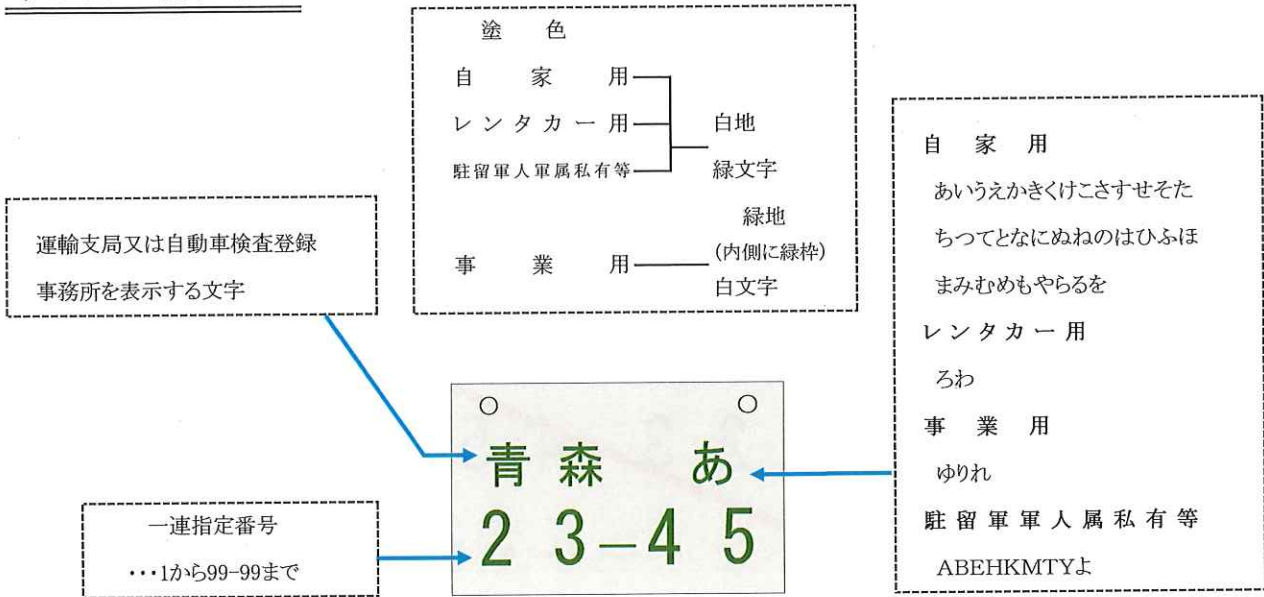 塗 色
自 家 用
レンタカー用
駐留軍人軍属私有等
白地
緑文字
事 業 用
緑地
(内側に緑枠)
白文字
運輸支局又は自動車検査登録
事務所を表示する文字
自 家 用
あいうえかきくけこさすせそた
ちつてとなにぬねのはひふほ
まみむめもやらるを
レンタカー用
ろわ
事 業 用
ゆりれ
駐留軍軍人属私有等
ABEHKMTYよ
青森 あ
23-45
一連指定番号
・・・1から99-99まで